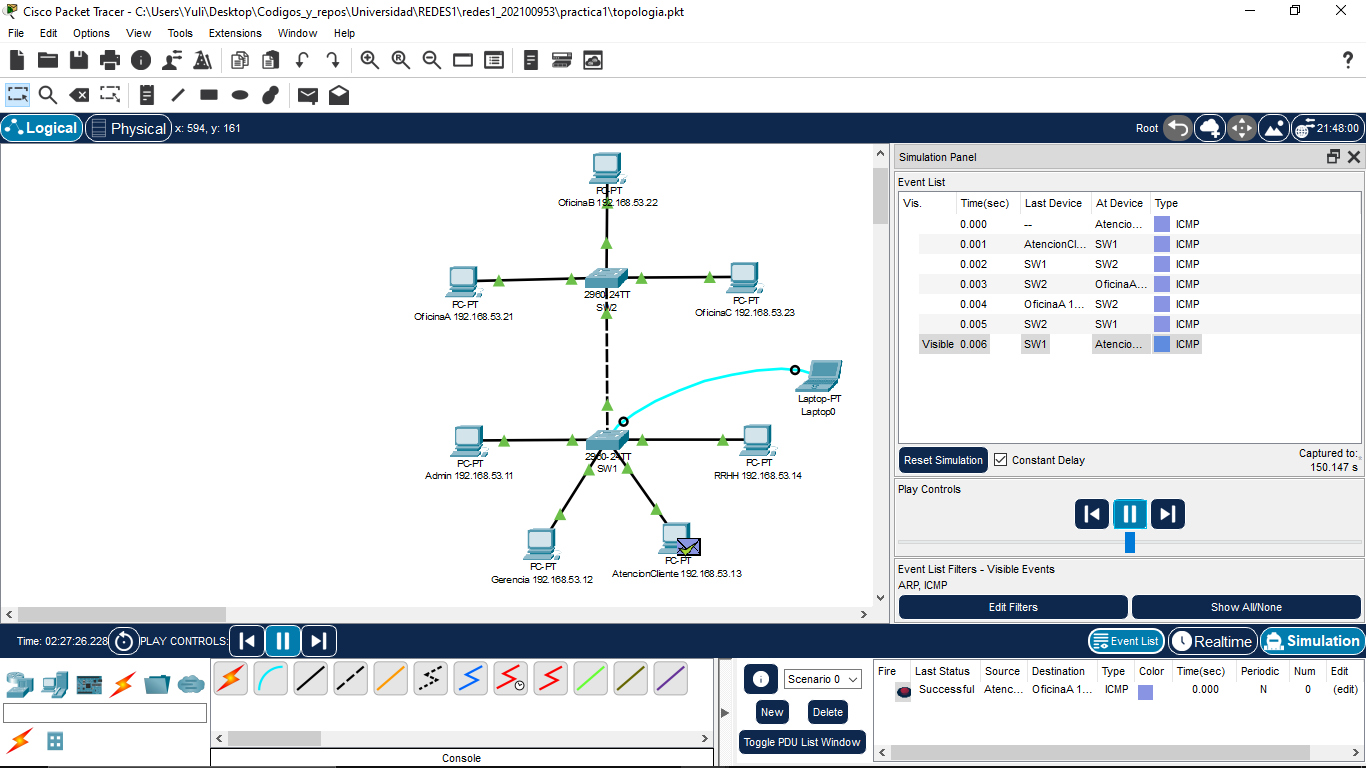 Cisco Packet Tracer - C:\Users\Yuli\Desktop\Codigos_y_repos\Universidad\REDES1\redes1_202100953\practica1\topologia.pkt
File Edit Options View Tools Extensions Window Help
Logical Physical x: 594, y: 161 Root 21:48:00
PC-PT
OficinaB 192.168.53.22
2960-24TT
SW2
PC-PT
OficinaA 192.168.53.21
PC-PT
OficinaC 192.168.53.23
Laptop-PT
Laptop0
2960-24TT
SW1
PC-PT
Admin 192.168.53.11
PC-PT
RRHH 192.168.53.14
PC-PT
Gerencia 192.168.53.12
PC-PT
AtencionCliente 192.168.53.13
Simulation Panel
Event List
Vis. Time(sec) Last Device At Device Type
0.000 -- Atencio... ICMP
0.001 AtencionCl... SW1 ICMP
0.002 SW1 SW2 ICMP
0.003 SW2 OficinaA... ICMP
0.004 OficinaA 1... SW2 ICMP
0.005 SW2 SW1 ICMP
Visible 0.006 SW1 Atencio... ICMP
Reset Simulation Constant Delay Captured to:
150.147 s
Play Controls
Event List Filters - Visible Events
ARP, ICMP
Edit Filters Show All/None
Time: 02:27:26.228 PLAY CONTROLS: Event List Realtime Simulation
Console
Scenario 0
New Delete
Toggle PDU List Window
Fire Last Status Source Destination Type Color Time(sec) Periodic Num Edit
Successful Atenc... OficinaA 1... ICMP 0.000 N 0 (edit)